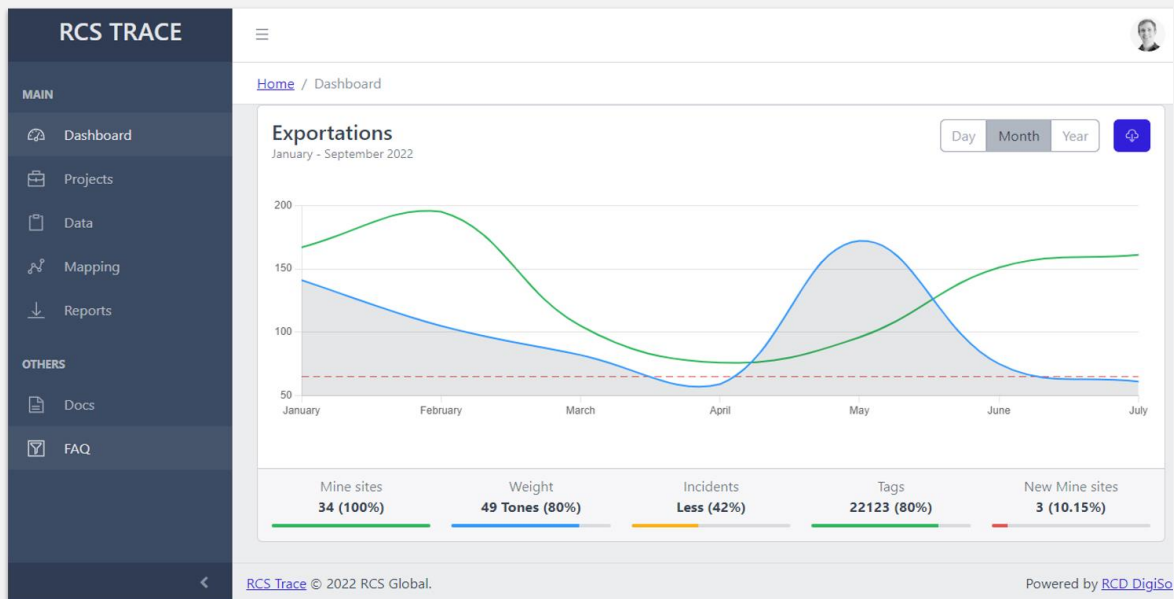 RCS TRACE
MAIN
Dashboard
Projects
Data
Mapping
Reports
OTHERS
Docs
FAQ
Home / Dashboard
Exportations
January - September 2022
Day Month Year
200
150
100
50
January February March April May June July
Mine sites
34 (100%)
Weight
49 Tones (80%)
Incidents
Less (42%)
Tags
22123 (80%)
New Mine sites
3 (10.15%)
RCS Trace © 2022 RCS Global.
Powered by RCD DigiSo